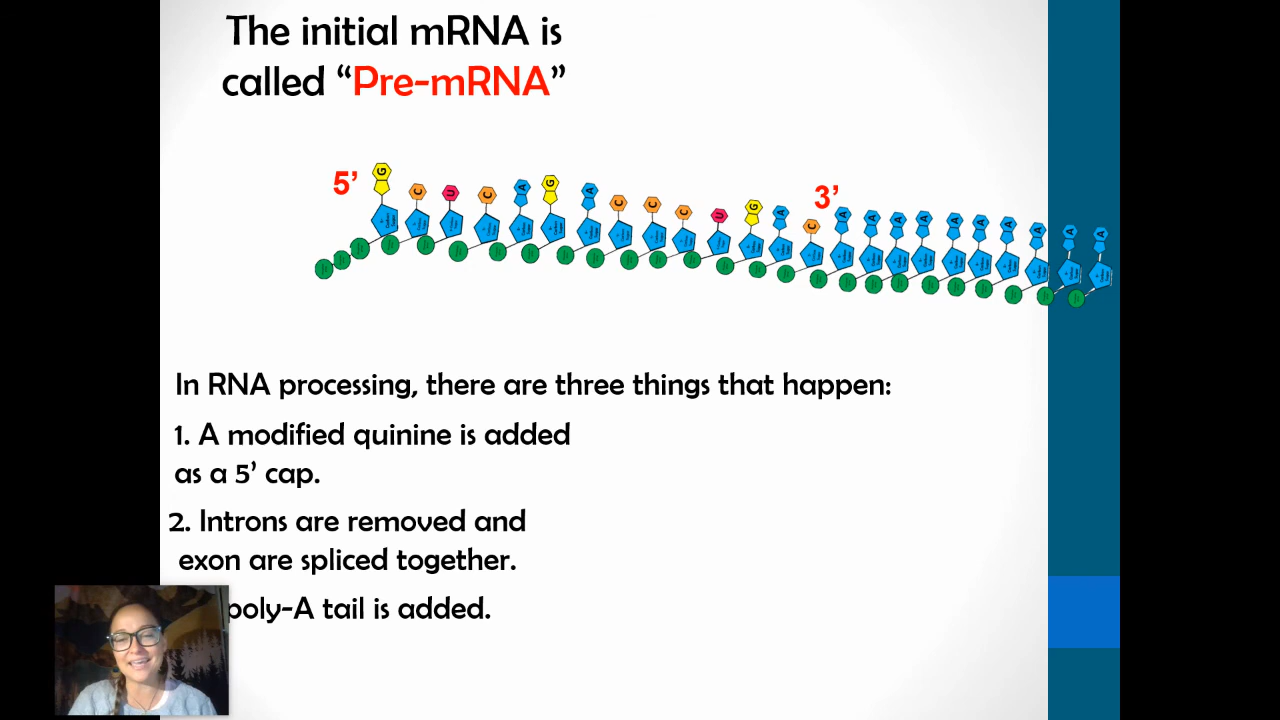 The initial mRNA is
called “Pre-mRNA”
5’
3’
G C U C A G A C C C U G A C A A A A A A A A A
In RNA processing, there are three things that happen:
1. A modified quinine is added
as a 5’ cap.
2. Introns are removed and
exon are spliced together.
poly-A tail is added.